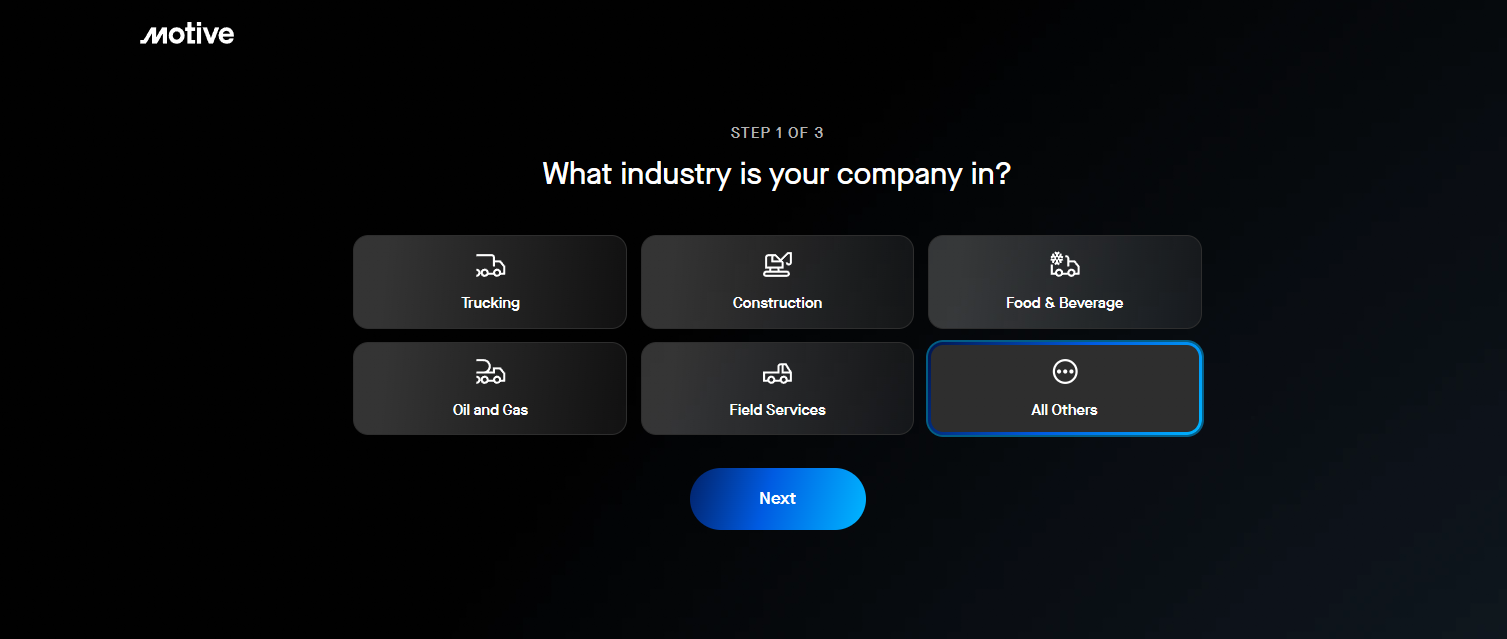 Motive
STEP 1 OF 3
What industry is your company in?
Trucking
Construction
Food & Beverage
Oil and Gas
Field Services
All Others
Next